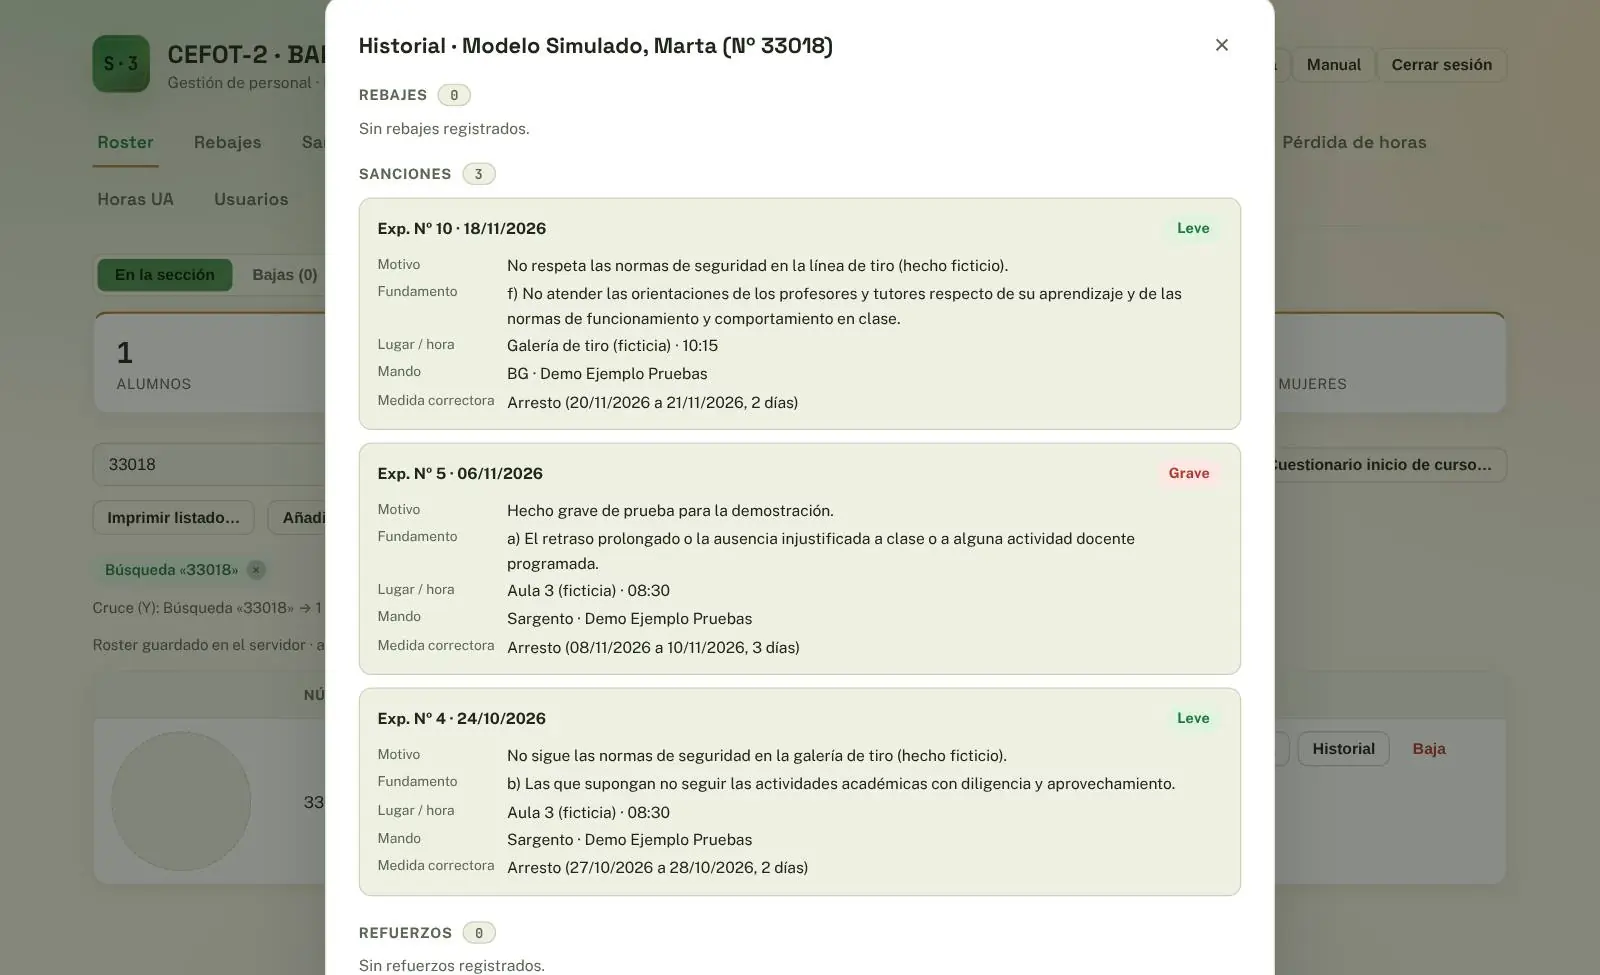 Historial · Modelo Simulado, Marta (Nº 33018)
×
REBAJES 0
Sin rebajes registrados.
SANCIONES 3
Exp. Nº 10 · 18/11/2026 Leve
Motivo No respeta las normas de seguridad en la línea de tiro (hecho ficticio).
Fundamento f) No atender las orientaciones de los profesores y tutores respecto de su aprendizaje y de las
normas de funcionamiento y comportamiento en clase.
Lugar / hora Galería de tiro (ficticia) · 10:15
Mando BG · Demo Ejemplo Pruebas
Medida correctora Arresto (20/11/2026 a 21/11/2026, 2 días)
Exp. Nº 5 · 06/11/2026 Grave
Motivo Hecho grave de prueba para la demostración.
Fundamento a) El retraso prolongado o la ausencia injustificada a clase o a alguna actividad docente
programada.
Lugar / hora Aula 3 (ficticia) · 08:30
Mando Sargento · Demo Ejemplo Pruebas
Medida correctora Arresto (08/11/2026 a 10/11/2026, 3 días)
Exp. Nº 4 · 24/10/2026 Leve
Motivo No sigue las normas de seguridad en la galería de tiro (hecho ficticio).
Fundamento b) Las que supongan no seguir las actividades académicas con diligencia y aprovechamiento.
Lugar / hora Aula 3 (ficticia) · 08:30
Mando Sargento · Demo Ejemplo Pruebas
Medida correctora Arresto (27/10/2026 a 28/10/2026, 2 días)
REFUERZOS 0
Sin refuerzos registrados.
S·3
CEFOT-2 ·
Gestión de personal ·
Manual
Cerrar sesión
Roster
Rebajes
Pérdida de horas
Horas UA
Usuarios
En la sección
Bajas (0)
1
ALUMNOS
MUJERES
33018
Cuestionario inicio de curso...
Imprimir listado...
Búsqueda «33018» ×
Cruce (Y): Búsqueda «33018» → 1
Roster guardado en el servidor ·
Historial
Baja